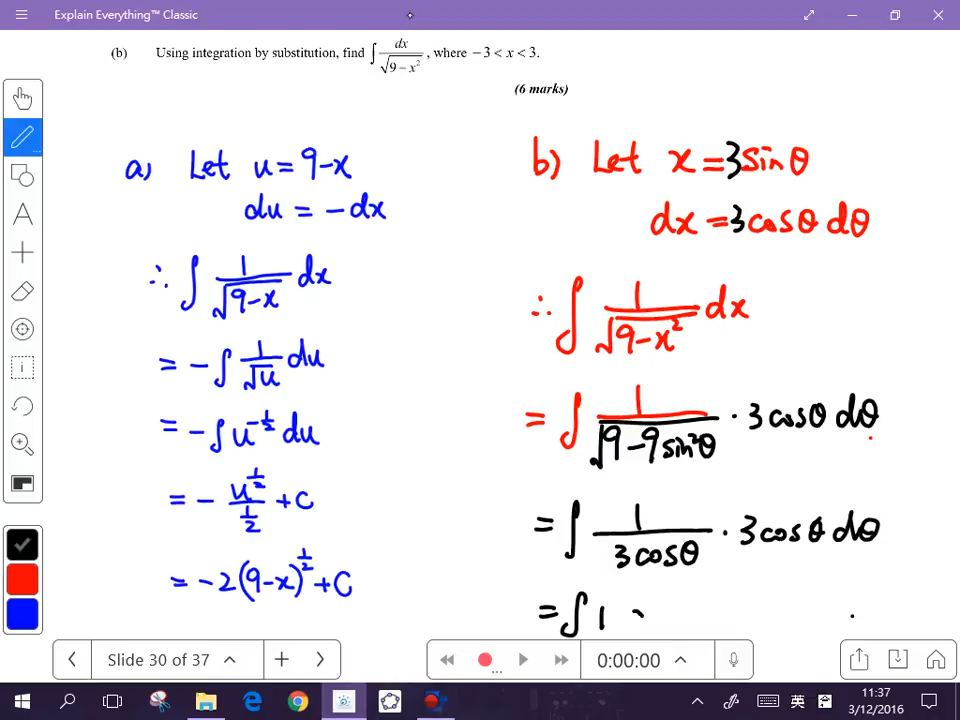 Explain Everything™ Classic
(b) Using integration by substitution, find ∫ dx/√(9 − x²), where −3 < x < 3.
(6 marks)
a) Let u = 9-x
du = -dx
∴ ∫ 1/√(9-x) dx
= -∫ 1/√u du
= -∫ u^(-1/2) du
= - u^(1/2)/(1/2) + C
= -2(9-x)^(1/2) + C
b) Let x = 3sinθ
dx = 3cosθ dθ
∴ ∫ 1/√(9-x²) dx
= ∫ 1/√(9-9sin²θ) · 3cosθ dθ
= ∫ 1/(3cosθ) · 3cosθ dθ
= ∫ 1
Slide 30 of 37
0:00:00
英
11:37
3/12/2016